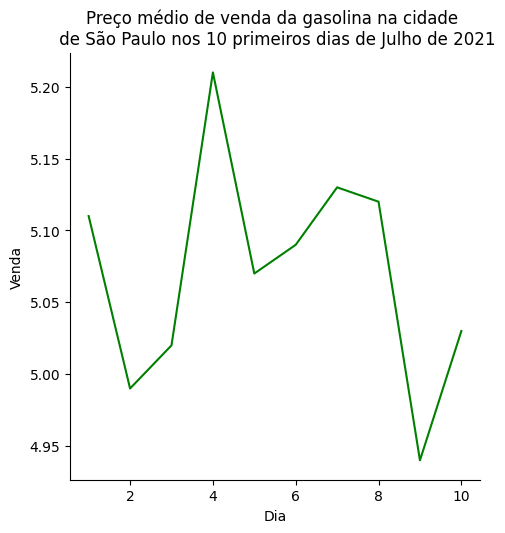 Preço médio de venda da gasolina na cidade
de São Paulo nos 10 primeiros dias de Julho de 2021
5.20
5.15
5.10
5.05
5.00
4.95
Venda
2 4 6 8 10
Dia